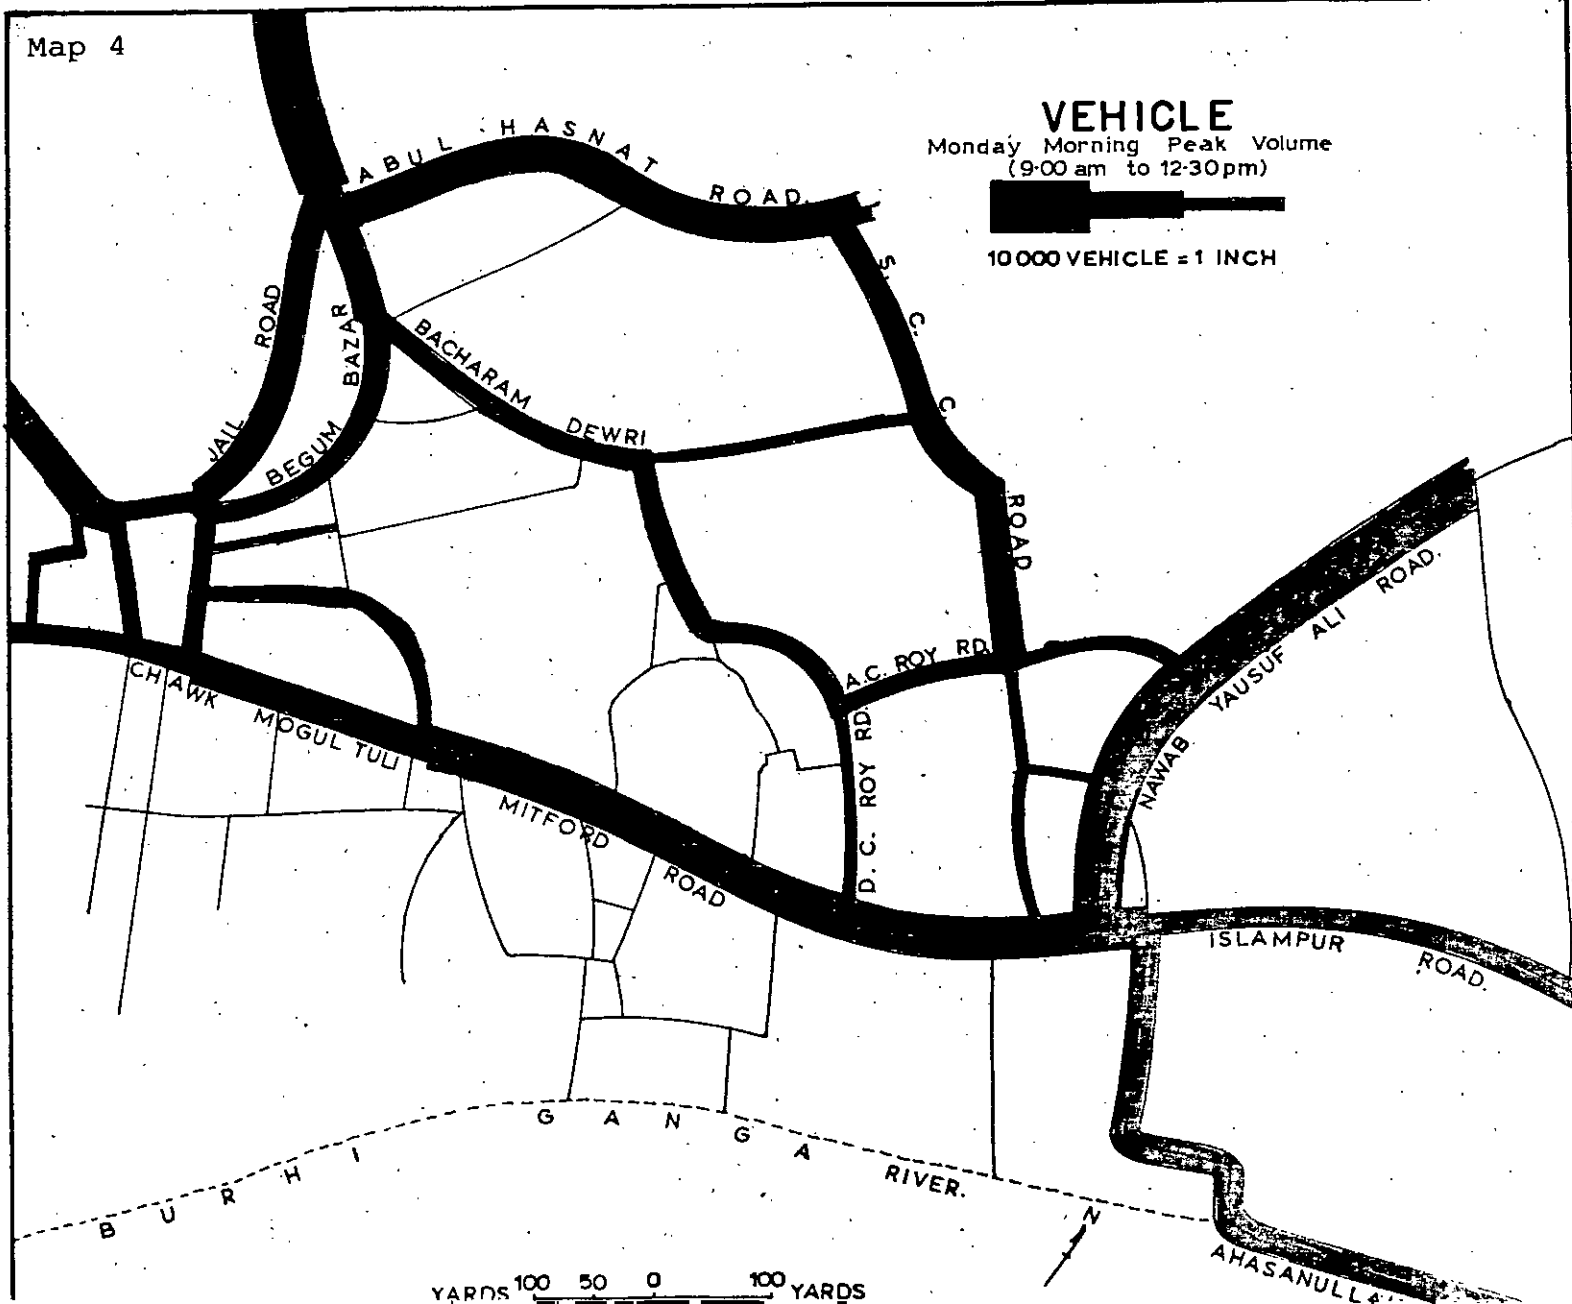 Map 4
VEHICLE
Monday Morning Peak Volume
(9·00 am to 12·30pm)
10 000 VEHICLE = 1 INCH
ABUL HASNAT ROAD.
S. C. C. ROAD
JAIL ROAD
BEGUM BAZAR
BACHARAM DEWRI
A.C. ROY RD.
D. C. ROY RD.
NAWAB YAUSUF ALI ROAD.
CHAWK MOGUL TULI
MITFORD ROAD
ISLAMPUR ROAD.
BURHI GANGA RIVER.
N
YARDS 100 50 0 100 YARDS